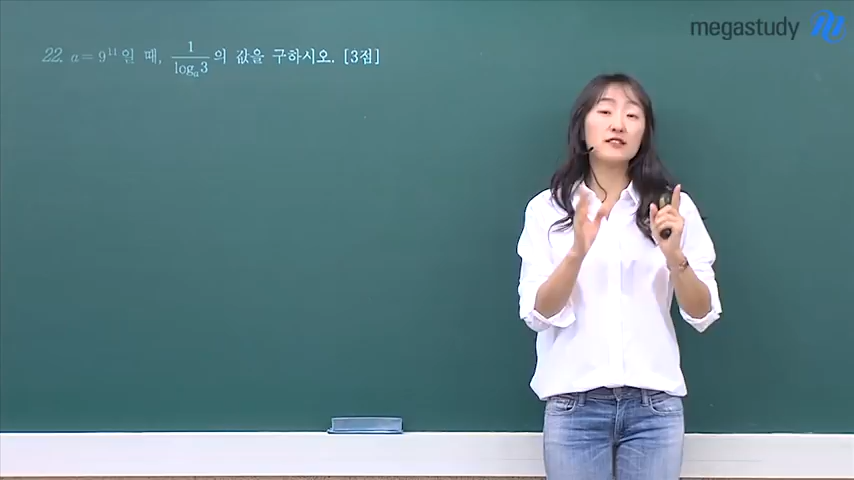 megastudy
22. a = 9^11일 때, 1/log_a 3 의 값을 구하시오. [3점]